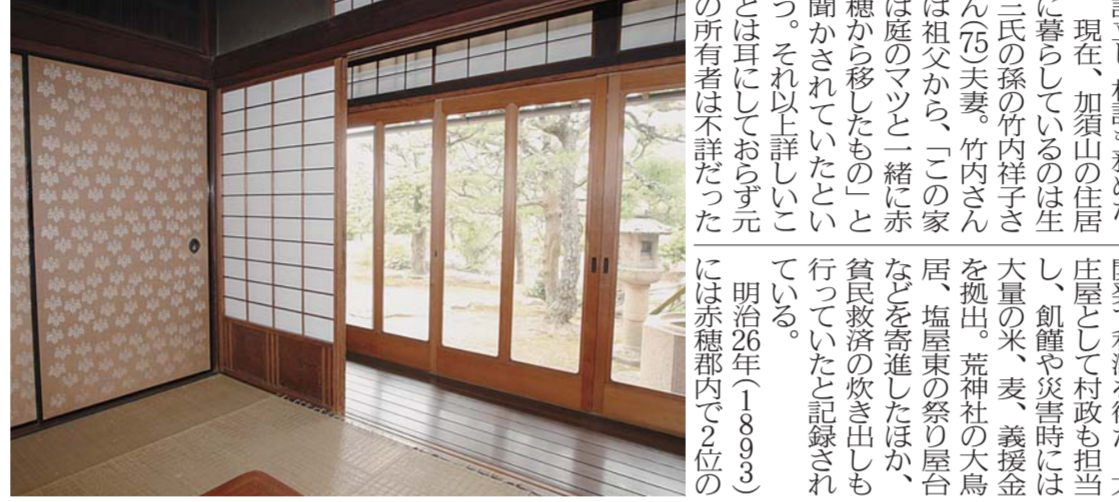 現在、加須山の住居
に暮らしているのは生
三氏の孫の竹内祥子さ
ん(75)夫妻。竹内さん
は祖父から、「この家
は庭のマツと一緒に赤
穂から移したもの」と
聞かされていたとい
う。それ以上詳しいこ
とは耳にしておらず元
の所有者は不詳だった
庄屋として村政も担当
し、飢饉や災害時には
大量の米、麦、義援金
を拠出。荒神社の大鳥
居、塩屋東の祭り屋台
などを寄進したほか、
貧民救済の炊き出しも
行っていたと記録され
ている。
明治26年(1893)
には赤穂郡内で2位の